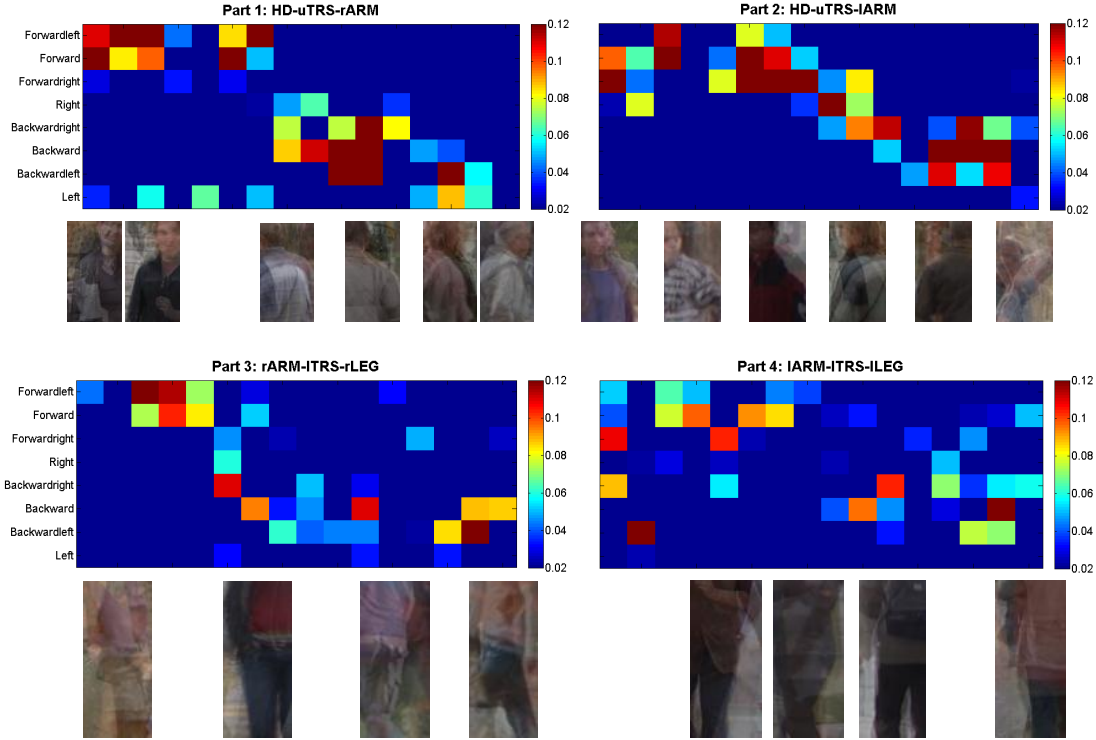 Part 1: HD-uTRS-rARM
Part 2: HD-uTRS-lARM
Forwardleft
Forward
Forwardright
Right
Backwardright
Backward
Backwardleft
Left
0.12
0.10
0.08
0.06
0.04
0.02
0.12
0.10
0.08
0.06
0.04
0.02
Part 3: rARM-lTRS-rLEG
Part 4: lARM-lTRS-lLEG
Forwardleft
Forward
Forwardright
Right
Backwardright
Backward
Backwardleft
Left
0.12
0.10
0.08
0.06
0.04
0.02
0.12
0.10
0.08
0.06
0.04
0.02